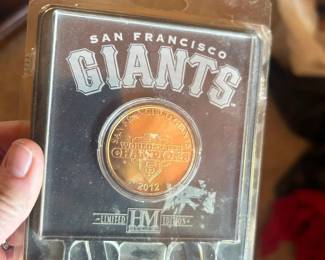 SAN FRANCISCO
GIANTS
WORLD SERIES
CHAMPIONS
2012
LIMITED HM EDITION